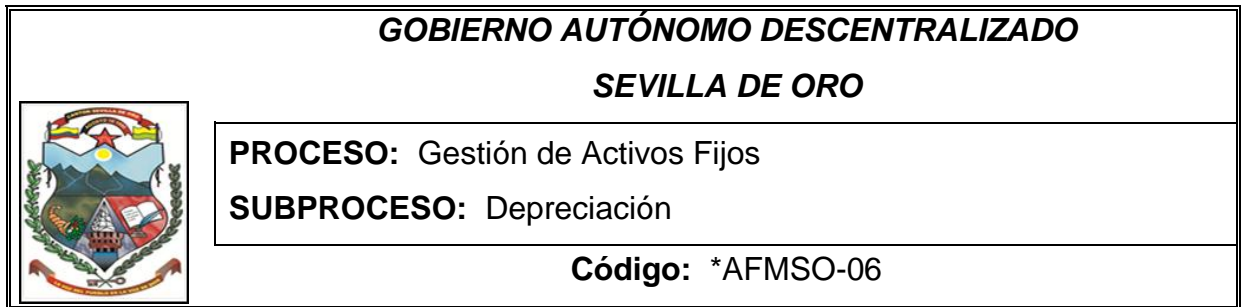 GOBIERNO AUTÓNOMO DESCENTRALIZADO
SEVILLA DE ORO
PROCESO: Gestión de Activos Fijos
SUBPROCESO: Depreciación
Código: *AFMSO-06